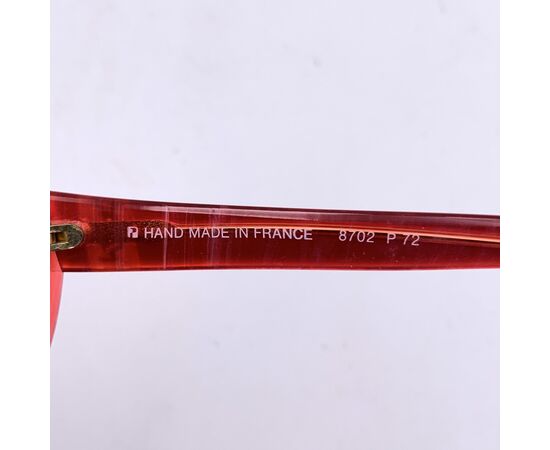 HAND MADE IN FRANCE 8702 P 72